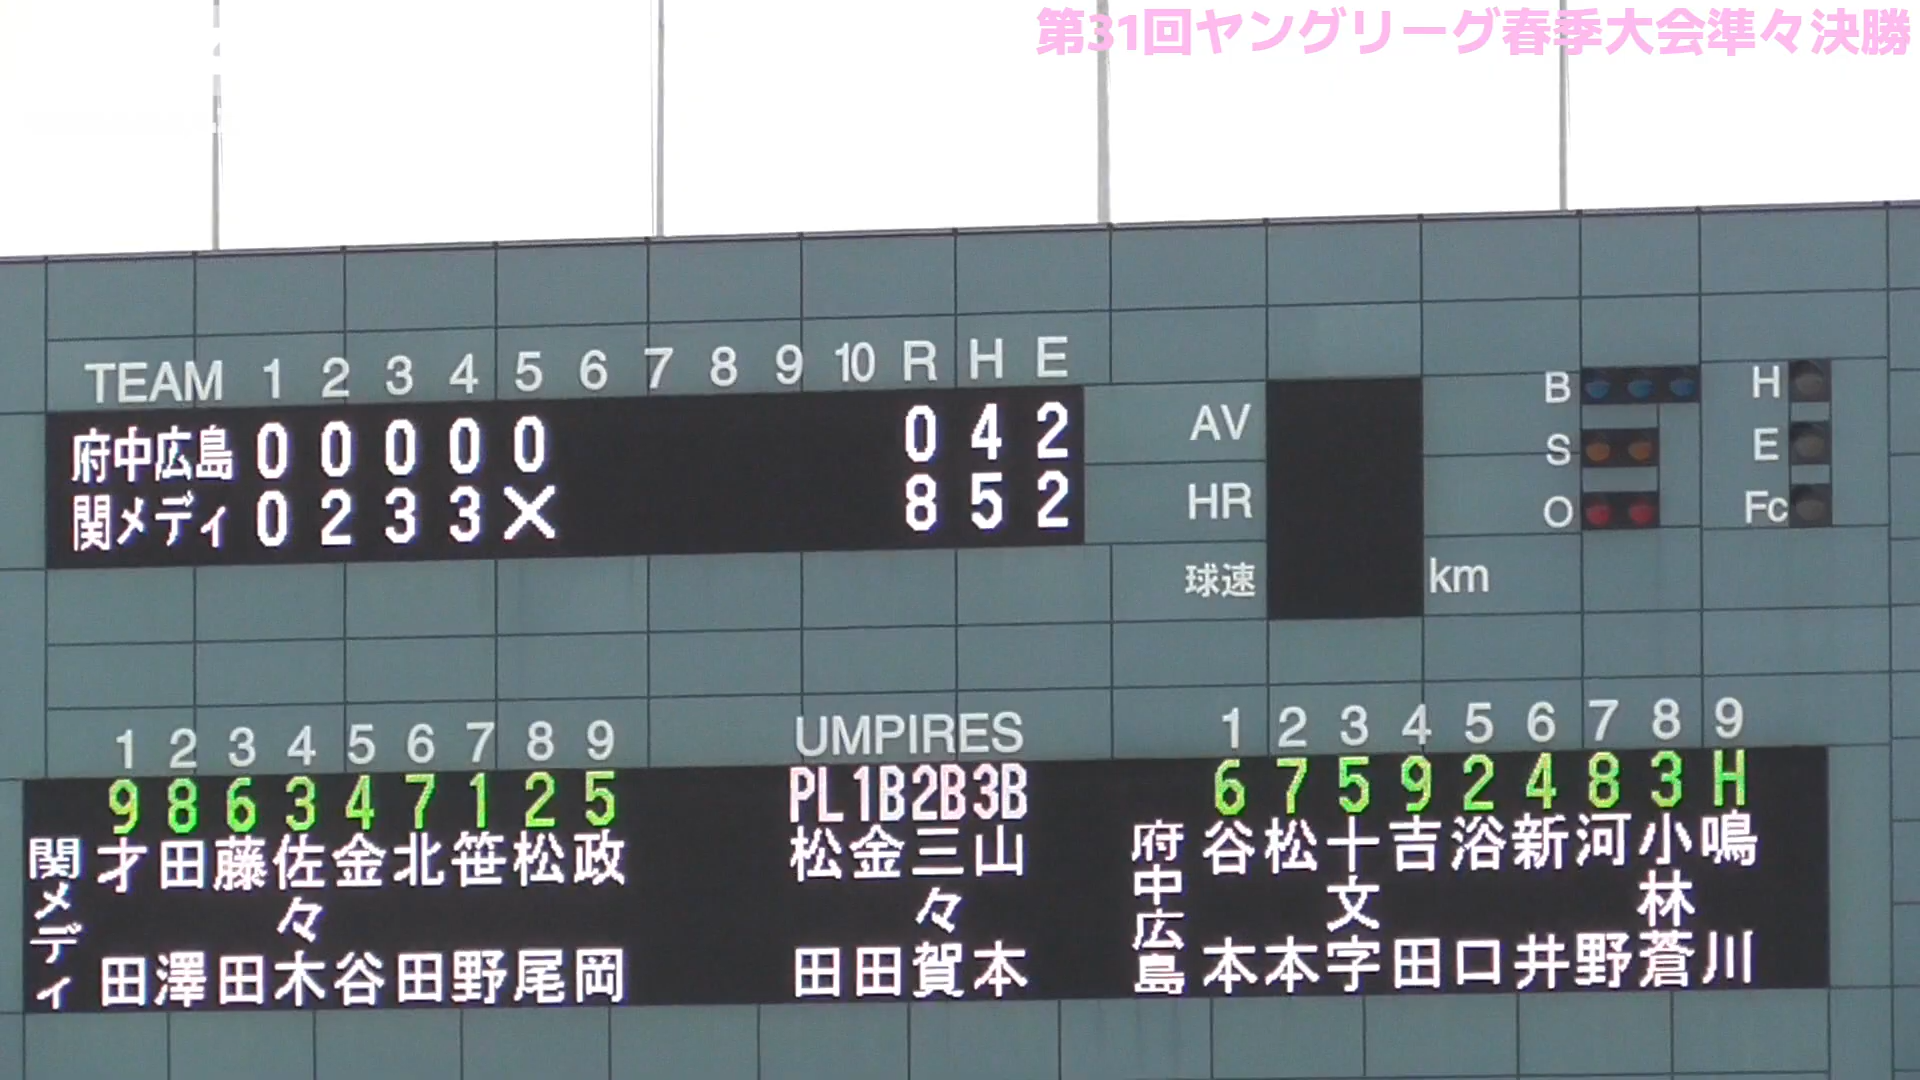 第31回ヤングリーグ春季大会準々決勝
TEAM 1 2 3 4 5 6 7 8 9 10 R H E
府中広島 0 0 0 0 0 0 4 2
関メディ 0 2 3 3 X 8 5 2
AV
HR
球速 km
B H
S E
O Fc
1 2 3 4 5 6 7 8 9
9 8 6 3 4 7 1 2 5
関メディ
才田 田澤 藤田 佐々木 金谷 北田 笹野 松尾 政岡
UMPIRES
PL 1B 2B 3B
松田 金田 三々賀 山本
1 2 3 4 5 6 7 8 9
6 7 5 9 2 4 8 3 H
府中広島
谷本 松本 十文字 吉田 浴口 新井 河野 小林蒼 鳴川